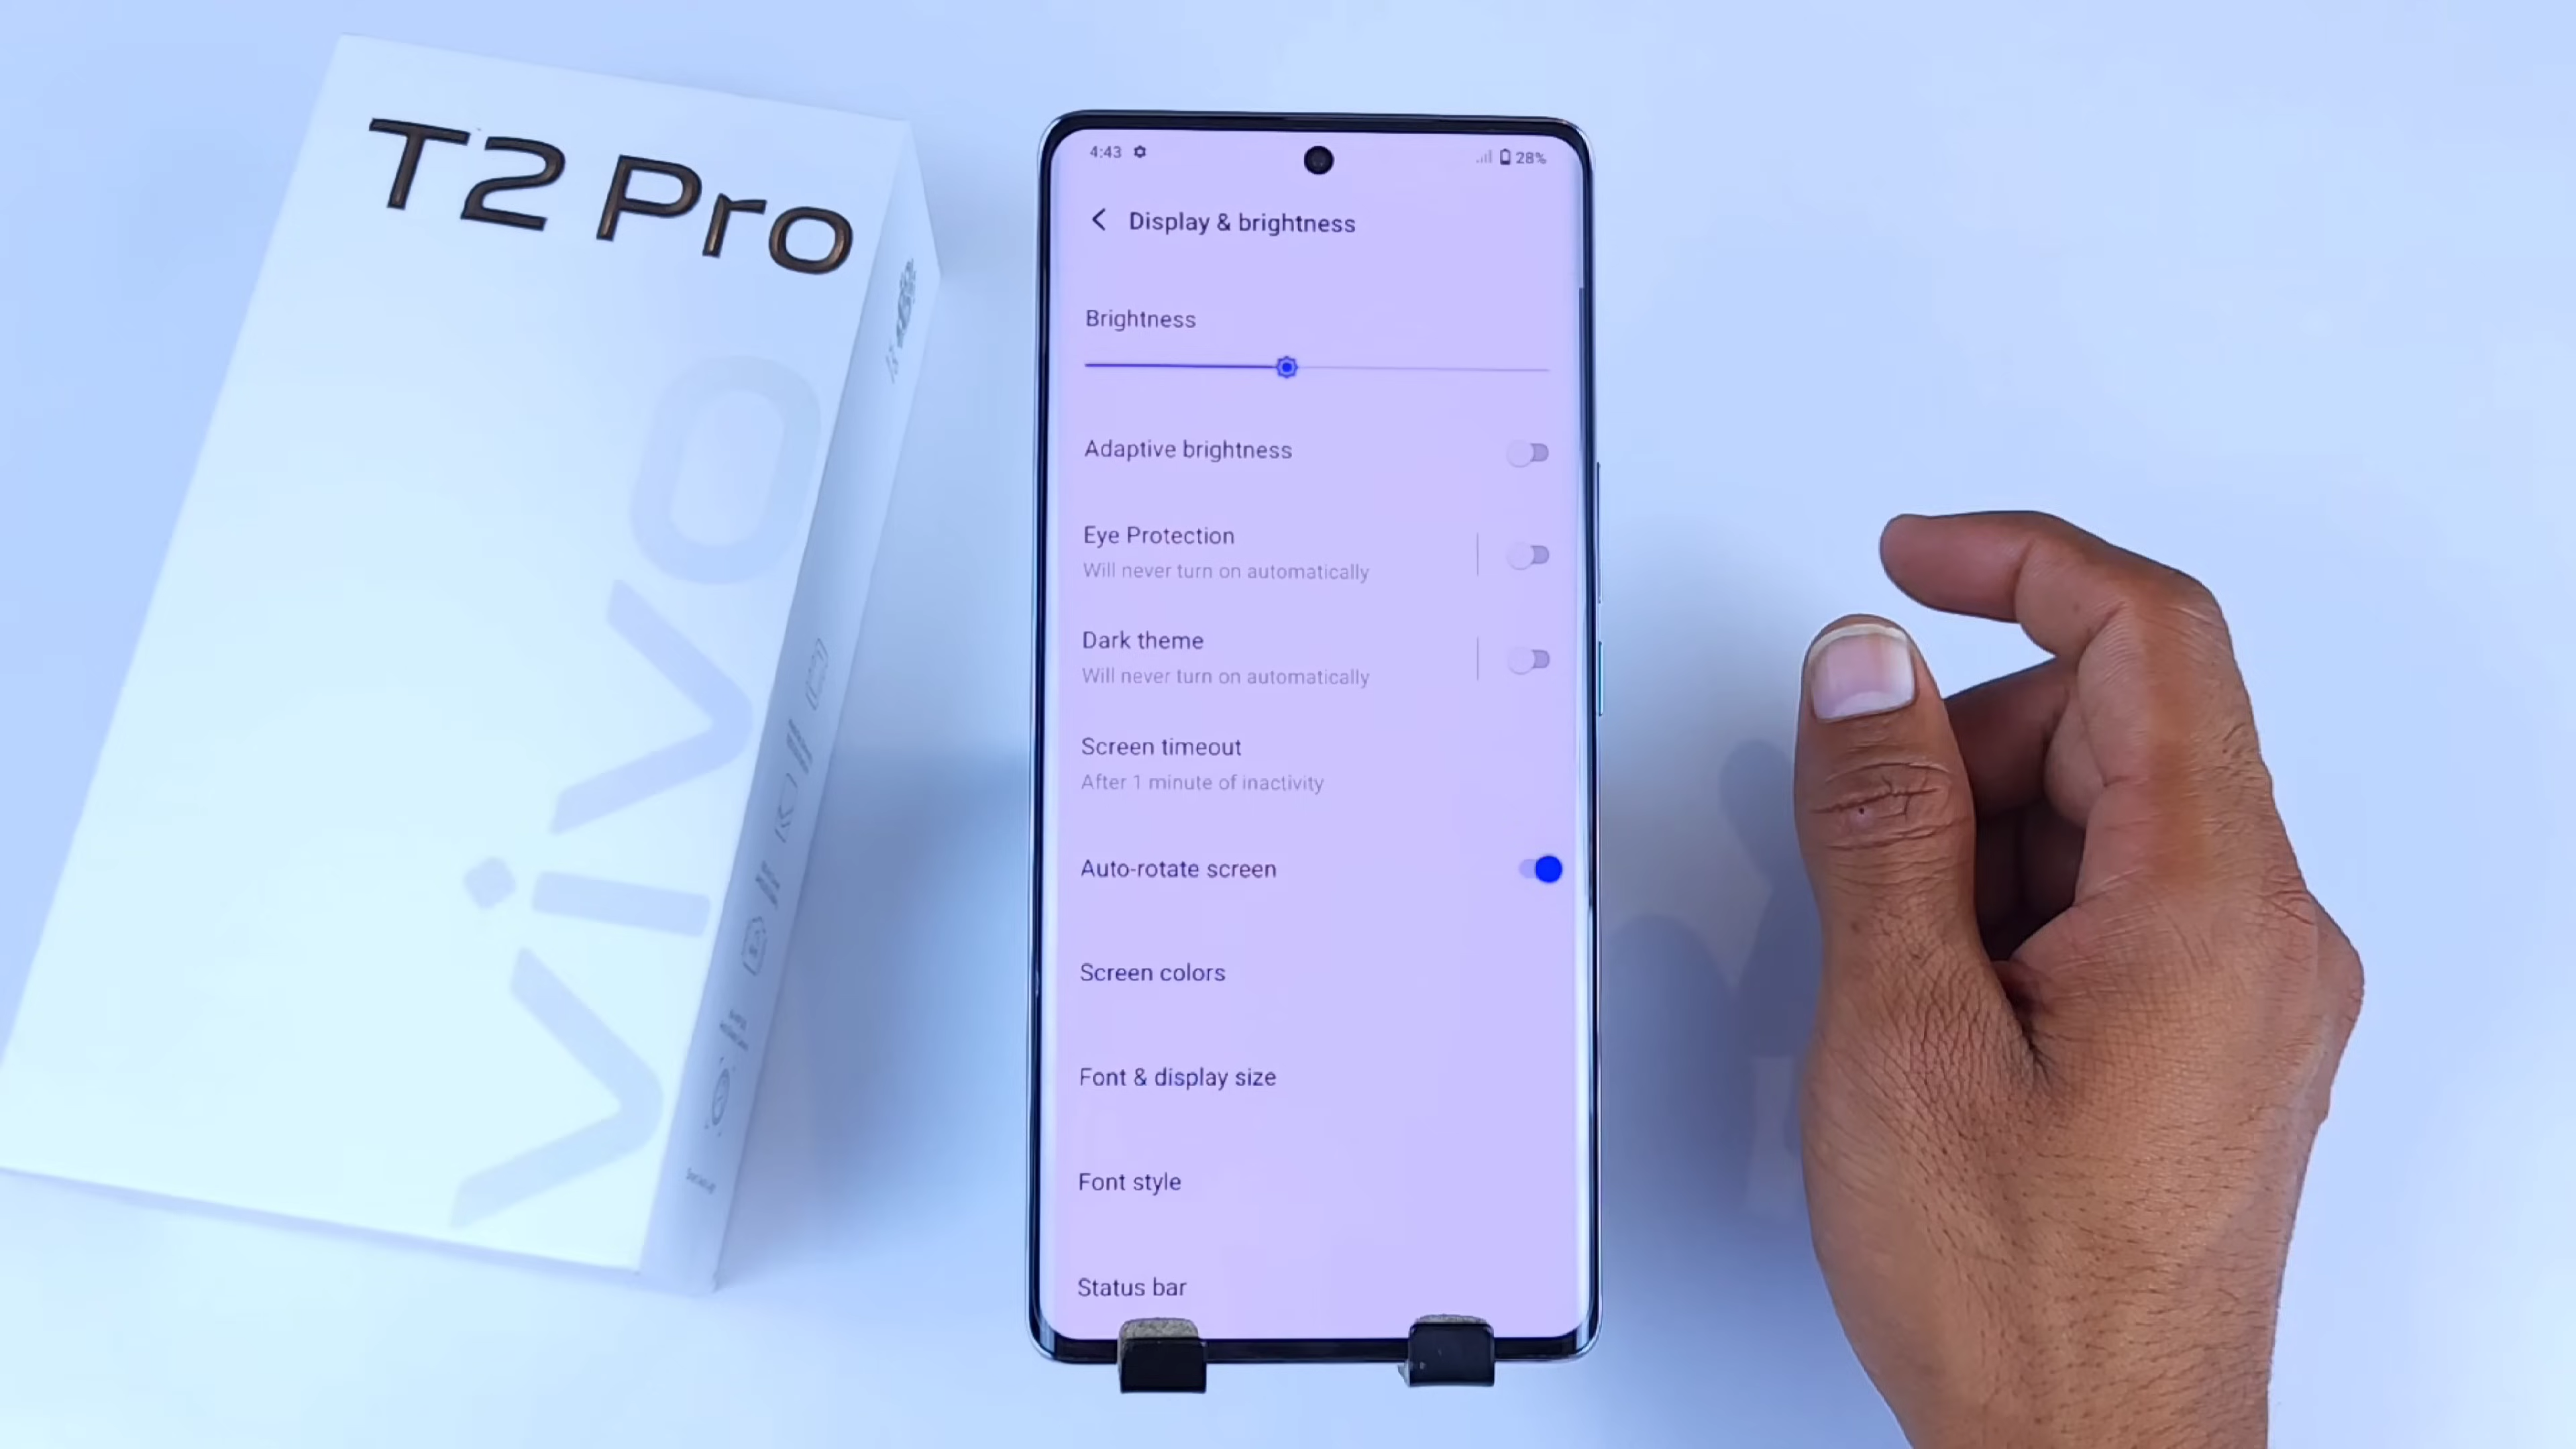 T2 Pro
vivo
4:43
28%
Display & brightness
Brightness
Adaptive brightness
Eye Protection
Will never turn on automatically
Dark theme
Will never turn on automatically
Screen timeout
After 1 minute of inactivity
Auto-rotate screen
Screen colors
Font & display size
Font style
Status bar